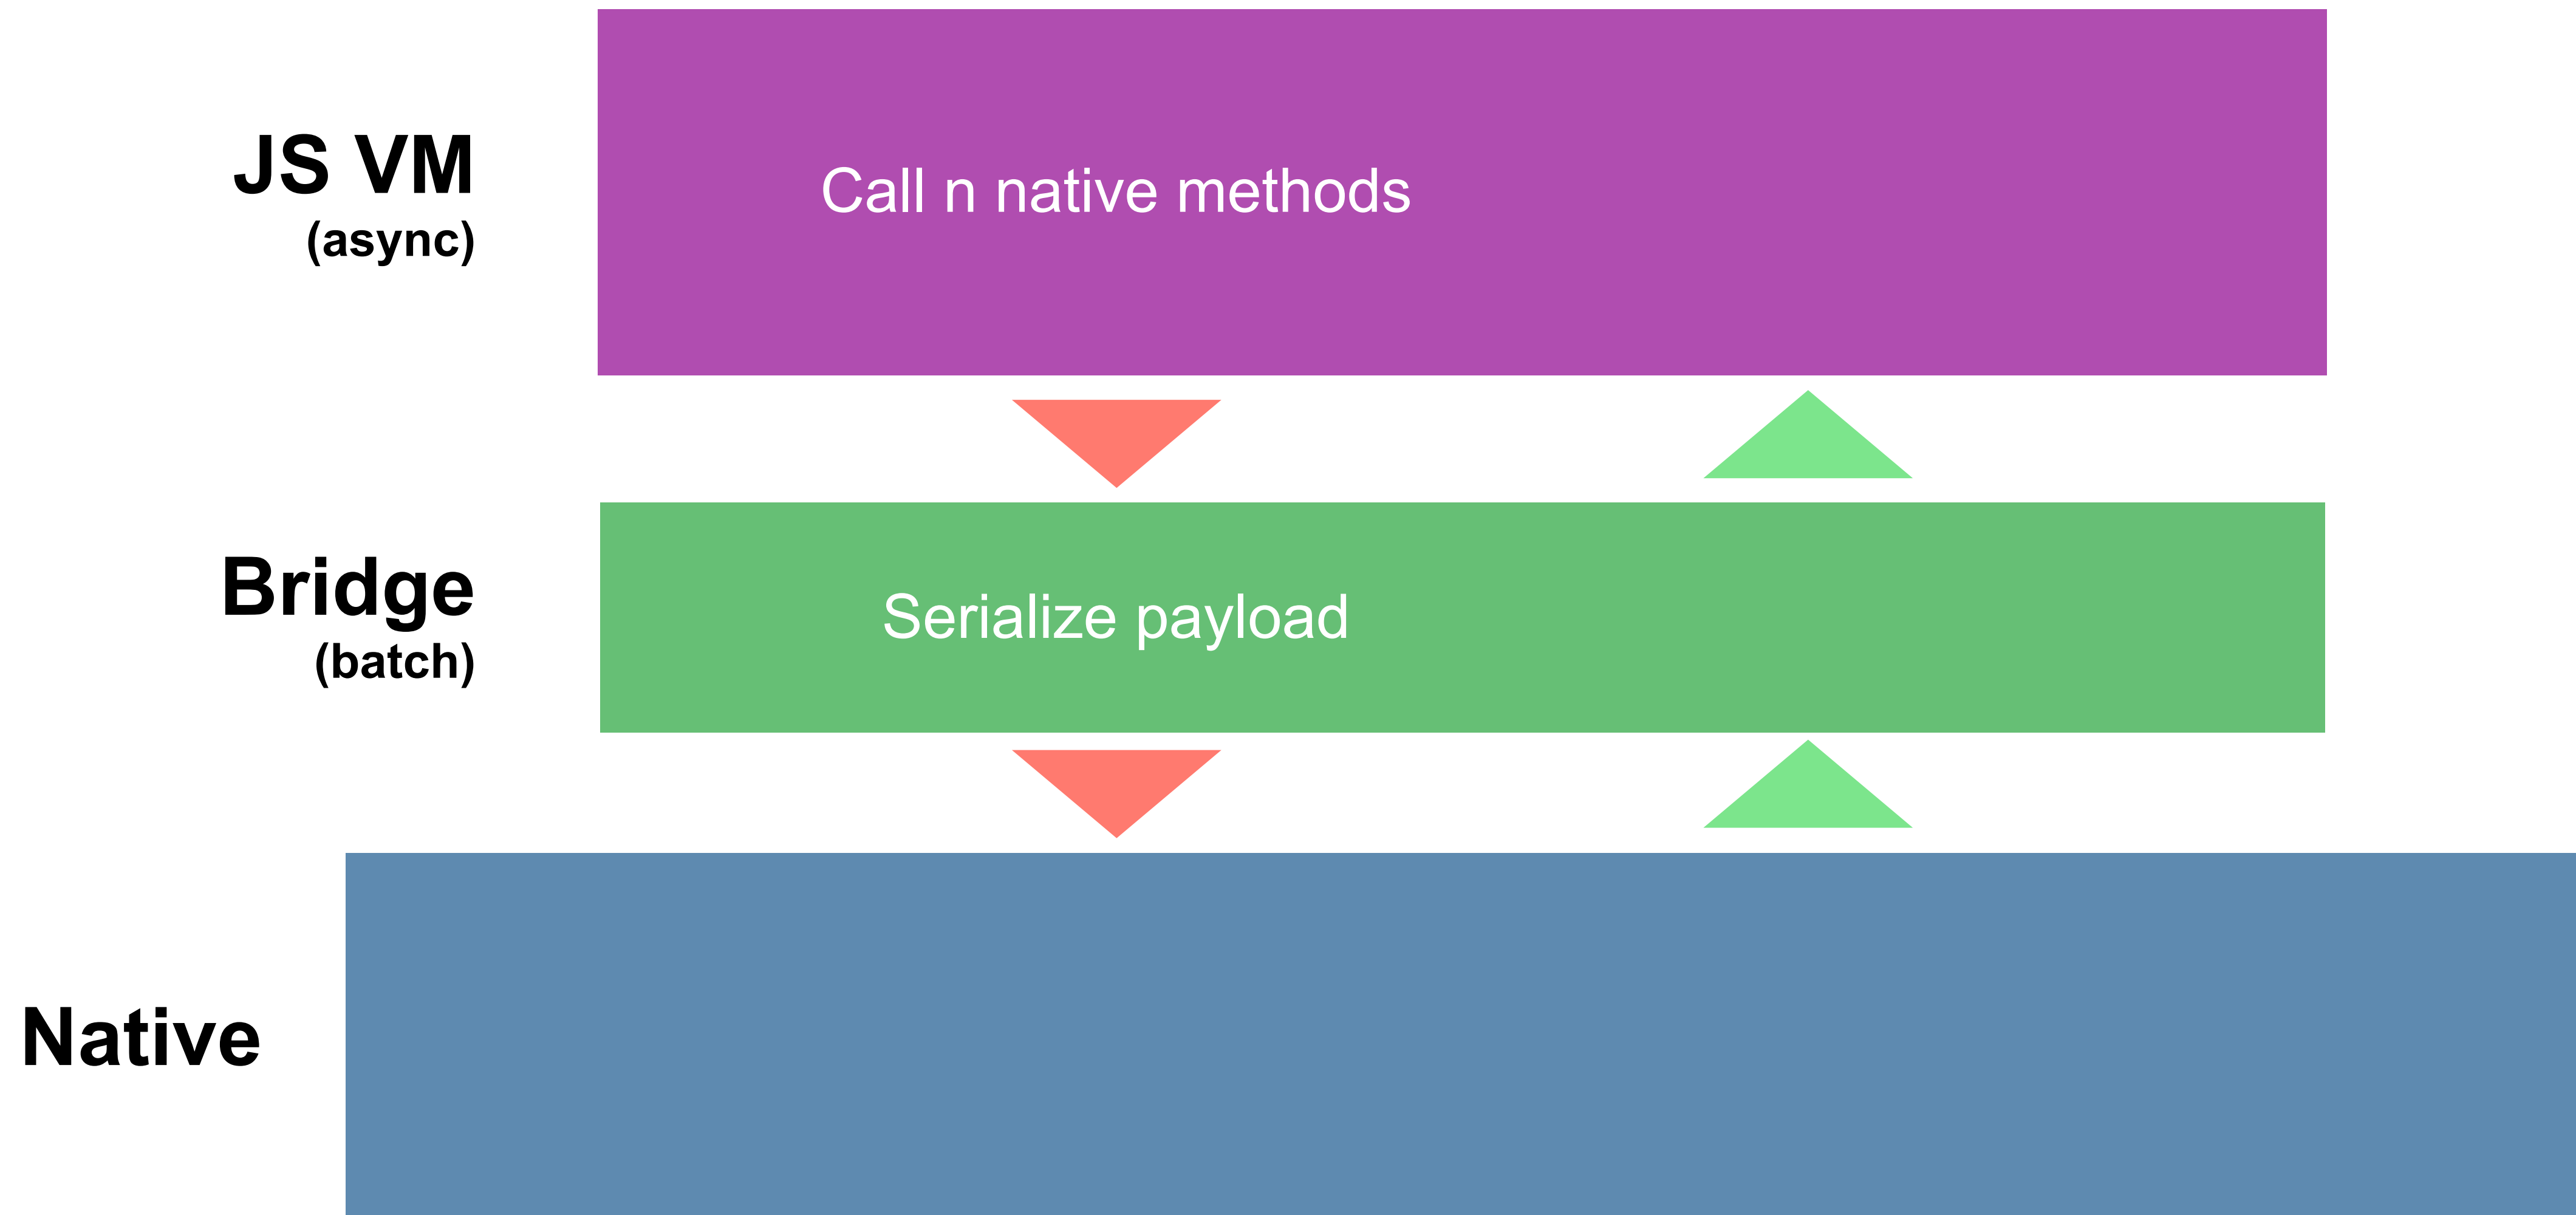 JS VM
(async)
Call n native methods
Bridge
(batch)
Serialize payload
Native